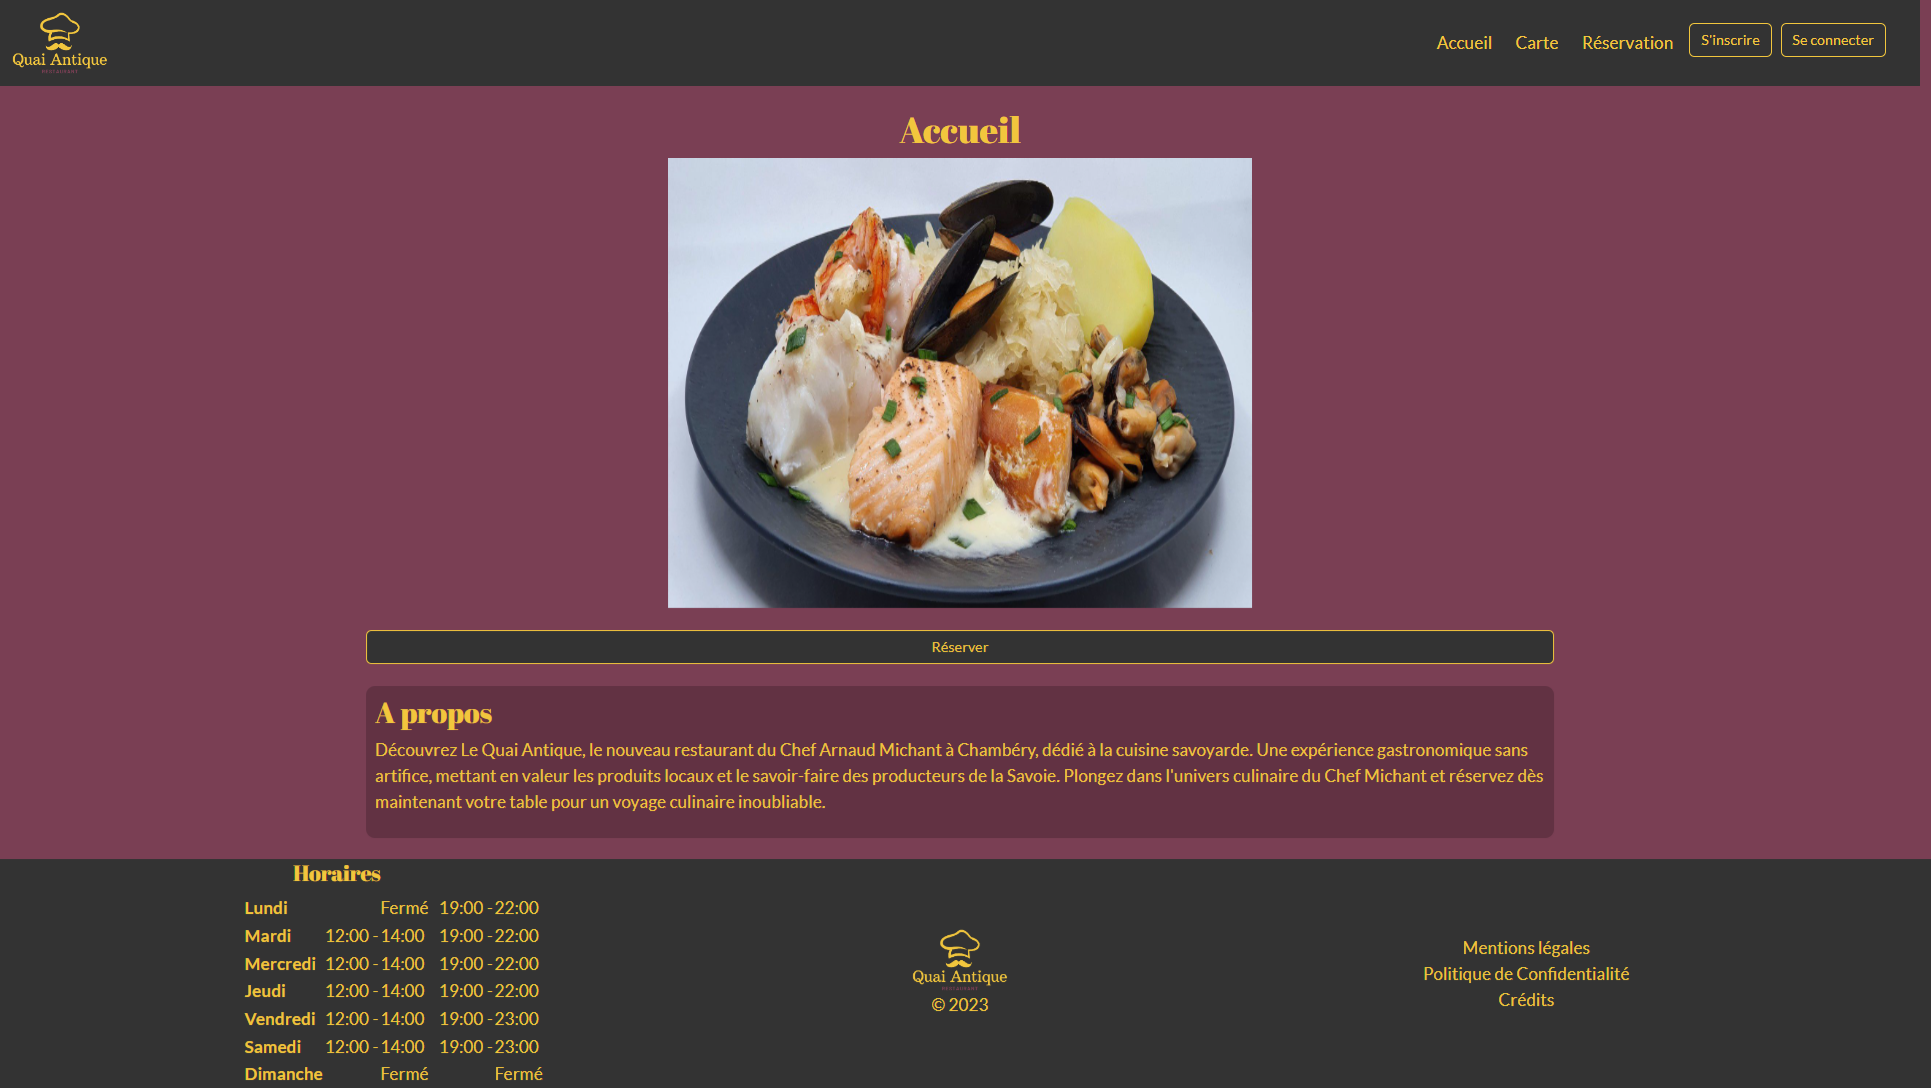 Quai Antique
RESTAURANT
Accueil Carte Réservation S'inscrire Se connecter
Accueil
Réserver
A propos
Découvrez Le Quai Antique, le nouveau restaurant du Chef Arnaud Michant à Chambéry, dédié à la cuisine savoyarde. Une expérience gastronomique sans
artifice, mettant en valeur les produits locaux et le savoir-faire des producteurs de la Savoie. Plongez dans l'univers culinaire du Chef Michant et réservez dès
maintenant votre table pour un voyage culinaire inoubliable.
Horaires
Lundi Fermé 19:00 - 22:00
Mardi 12:00 - 14:00 19:00 - 22:00
Mercredi 12:00 - 14:00 19:00 - 22:00
Jeudi 12:00 - 14:00 19:00 - 22:00
Vendredi 12:00 - 14:00 19:00 - 23:00
Samedi 12:00 - 14:00 19:00 - 23:00
Dimanche Fermé Fermé
Quai Antique
RESTAURANT
© 2023
Mentions légales
Politique de Confidentialité
Crédits